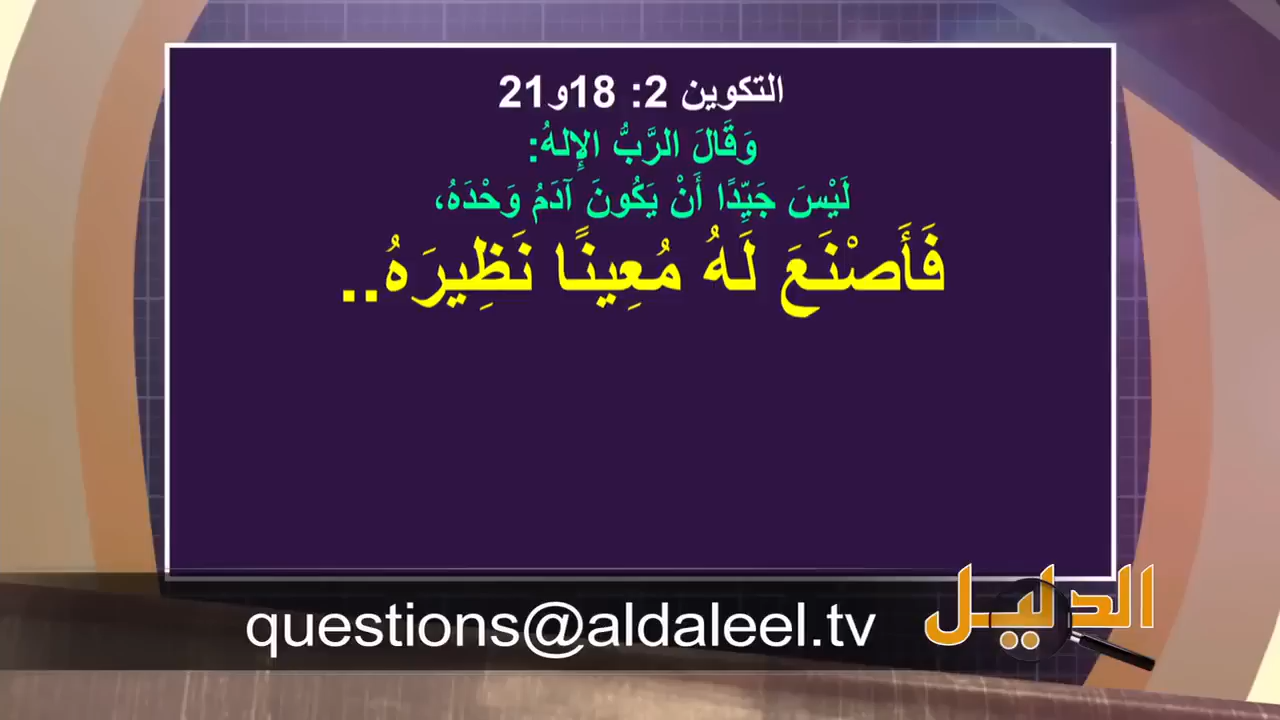 التكوين 2: 18و21
وَقَالَ الرَّبُّ الإِلهُ:
لَيْسَ جَيِّدًا أَنْ يَكُونَ آدَمُ وَحْدَهُ،
فَأَصْنَعَ لَهُ مُعِينًا نَظِيرَهُ..
questions@aldaleel.tv
الدليل